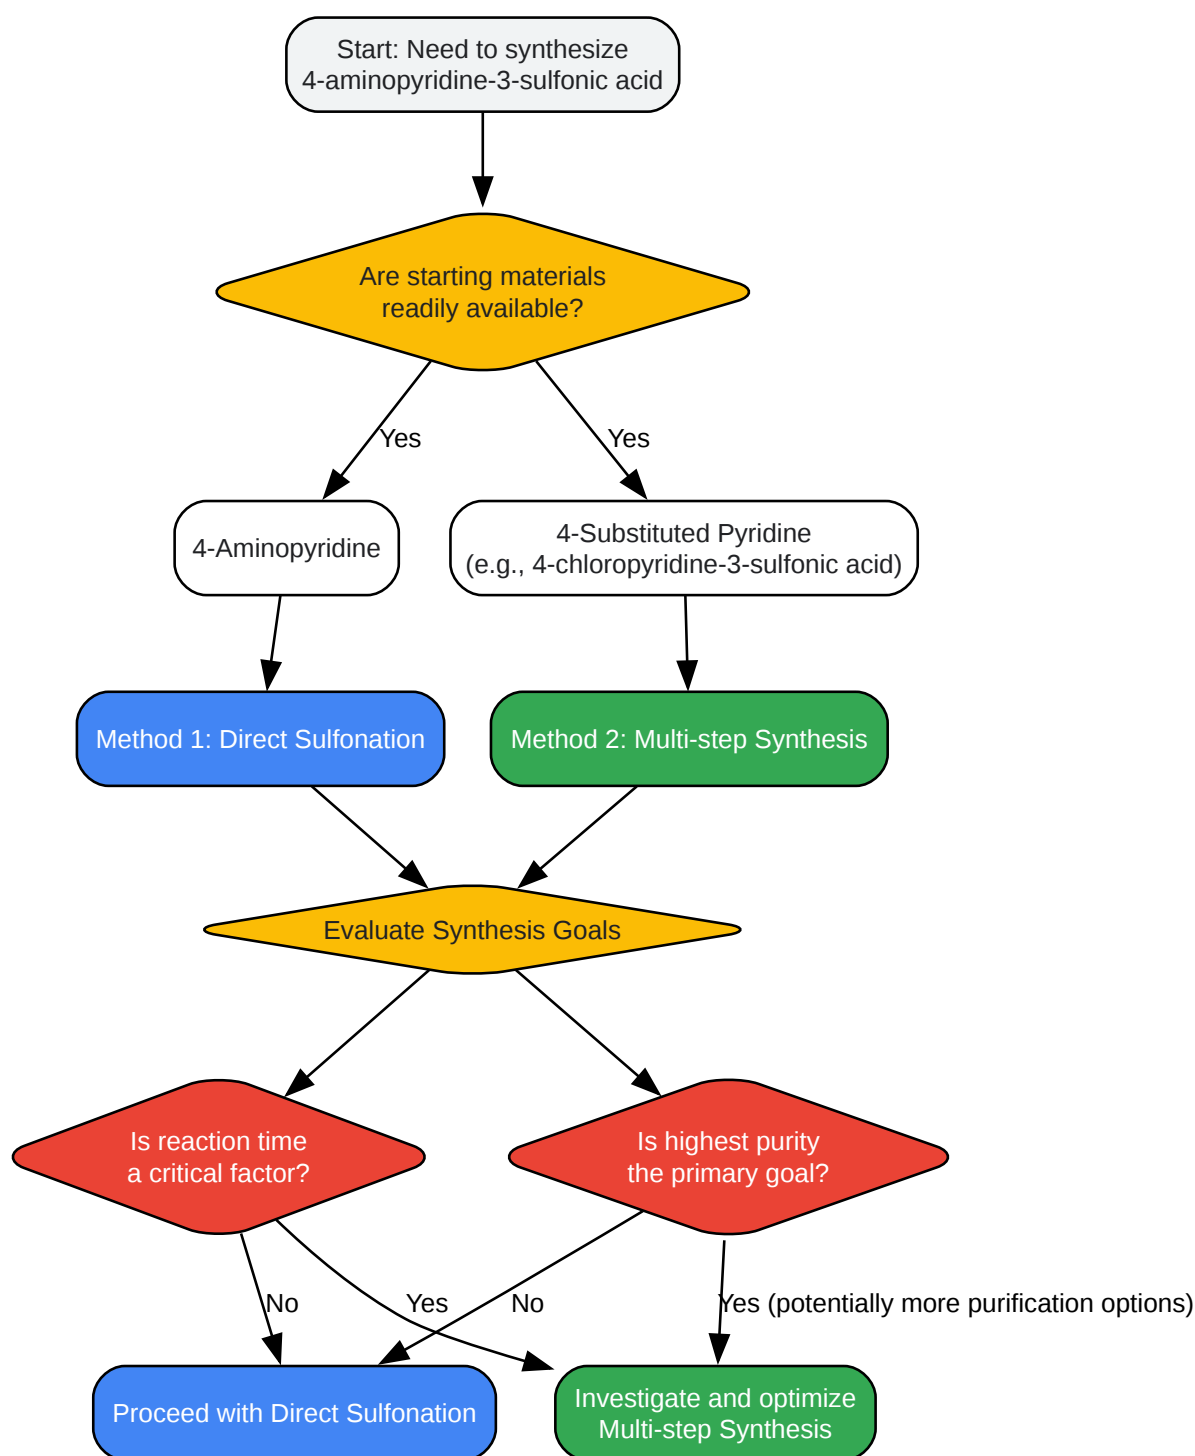 Start: Need to synthesize
4-aminopyridine-3-sulfonic acid
Are starting materials
readily available?
Yes
Yes
4-Aminopyridine
4-Substituted Pyridine
(e.g., 4-chloropyridine-3-sulfonic acid)
Method 1: Direct Sulfonation
Method 2: Multi-step Synthesis
Evaluate Synthesis Goals
Is reaction time
a critical factor?
Is highest purity
the primary goal?
No
Yes
No
Yes (potentially more purification options)
Proceed with Direct Sulfonation
Investigate and optimize
Multi-step Synthesis